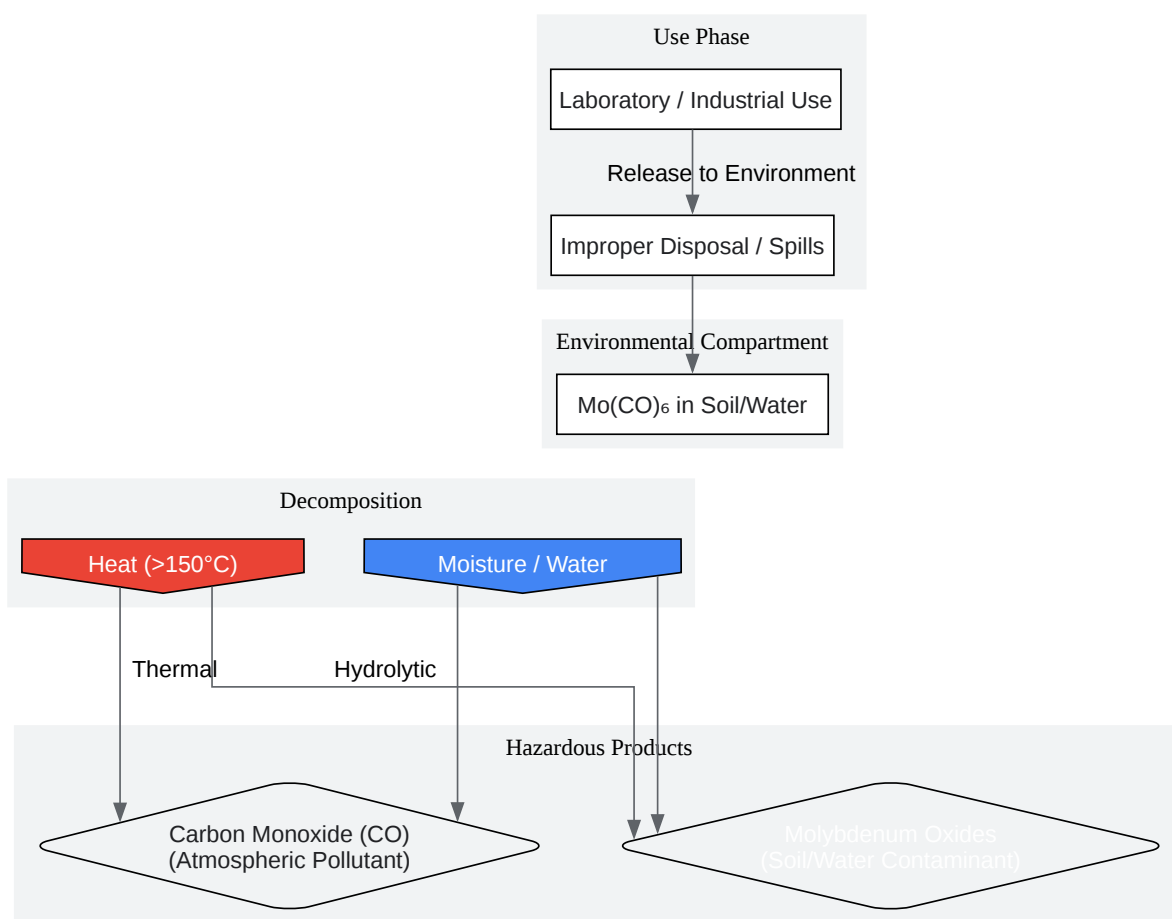 Use Phase
Laboratory / Industrial Use
Release to Environment
Improper Disposal / Spills
Environmental Compartment
Mo(CO)₆ in Soil/Water
Decomposition
Heat (>150°C)
Moisture / Water
Thermal
Hydrolytic
Hazardous Products
Carbon Monoxide (CO)
(Atmospheric Pollutant)
Molybdenum Oxides
(Soil/Water Contaminant)